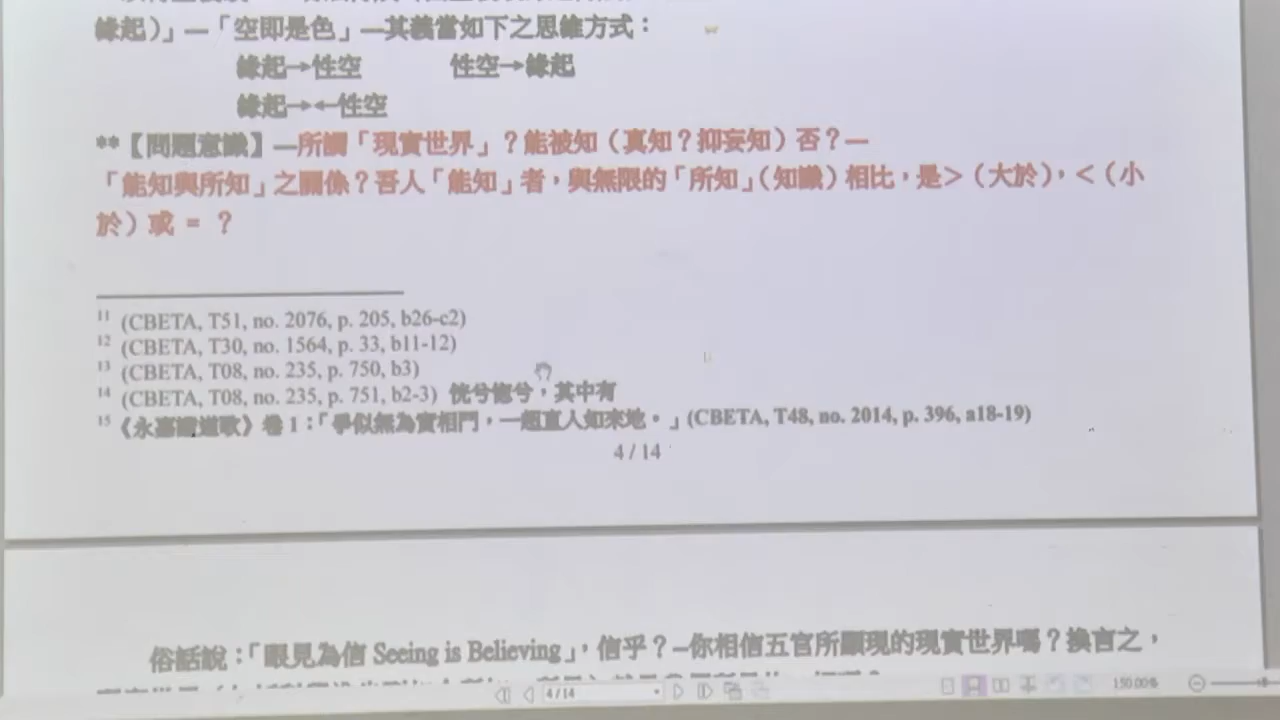 緣起）」—「空即是色」—其義當如下之思維方式：
緣起→性空　性空→緣起
緣起→←性空
**【問題意識】—所謂「現實世界」？能被知（真知？抑妄知）否？—
「能知與所知」之關係？吾人「能知」者，與無限的「所知」（知識）相比，是＞（大於），＜（小
於）或 = ？
11 (CBETA, T51, no. 2076, p. 205, b26-c2)
12 (CBETA, T30, no. 1564, p. 33, b11-12)
13 (CBETA, T08, no. 235, p. 750, b3)
14 (CBETA, T08, no. 235, p. 751, b2-3) 恍兮惚兮，其中有
15《永嘉證道歌》卷 1：「爭似無為實相門，一超直入如來地。」(CBETA, T48, no. 2014, p. 396, a18-19)
4 / 14
俗話說：「眼見為信 Seeing is Believing」，信乎？–你相信五官所顯現的現實世界嗎？換言之，
4 / 14
150.00%